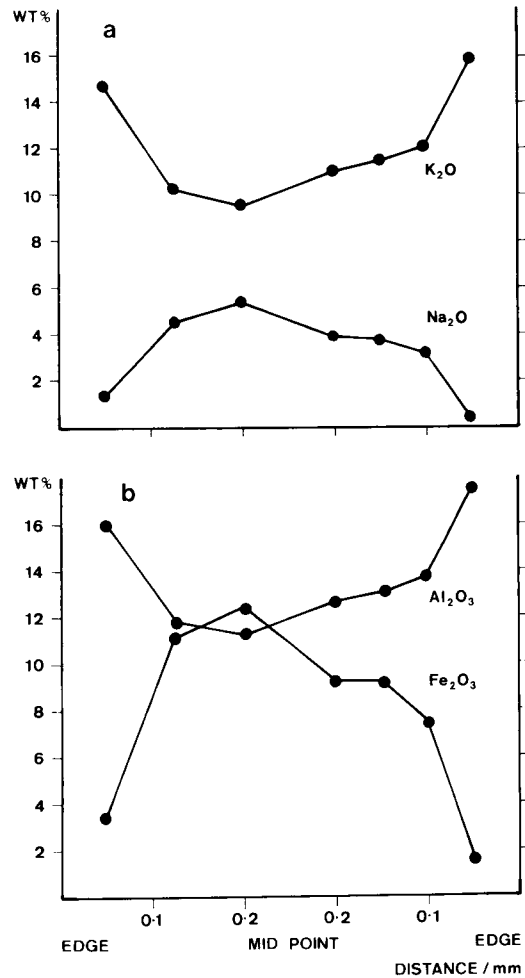 WT%
a
16
14
12
10
8
6
4
2
K₂O
Na₂O
WT%
b
16
14
12
10
8
6
4
2
Al₂O₃
Fe₂O₃
0·1 0·2 0·2 0·1
EDGE MID POINT EDGE
DISTANCE / mm